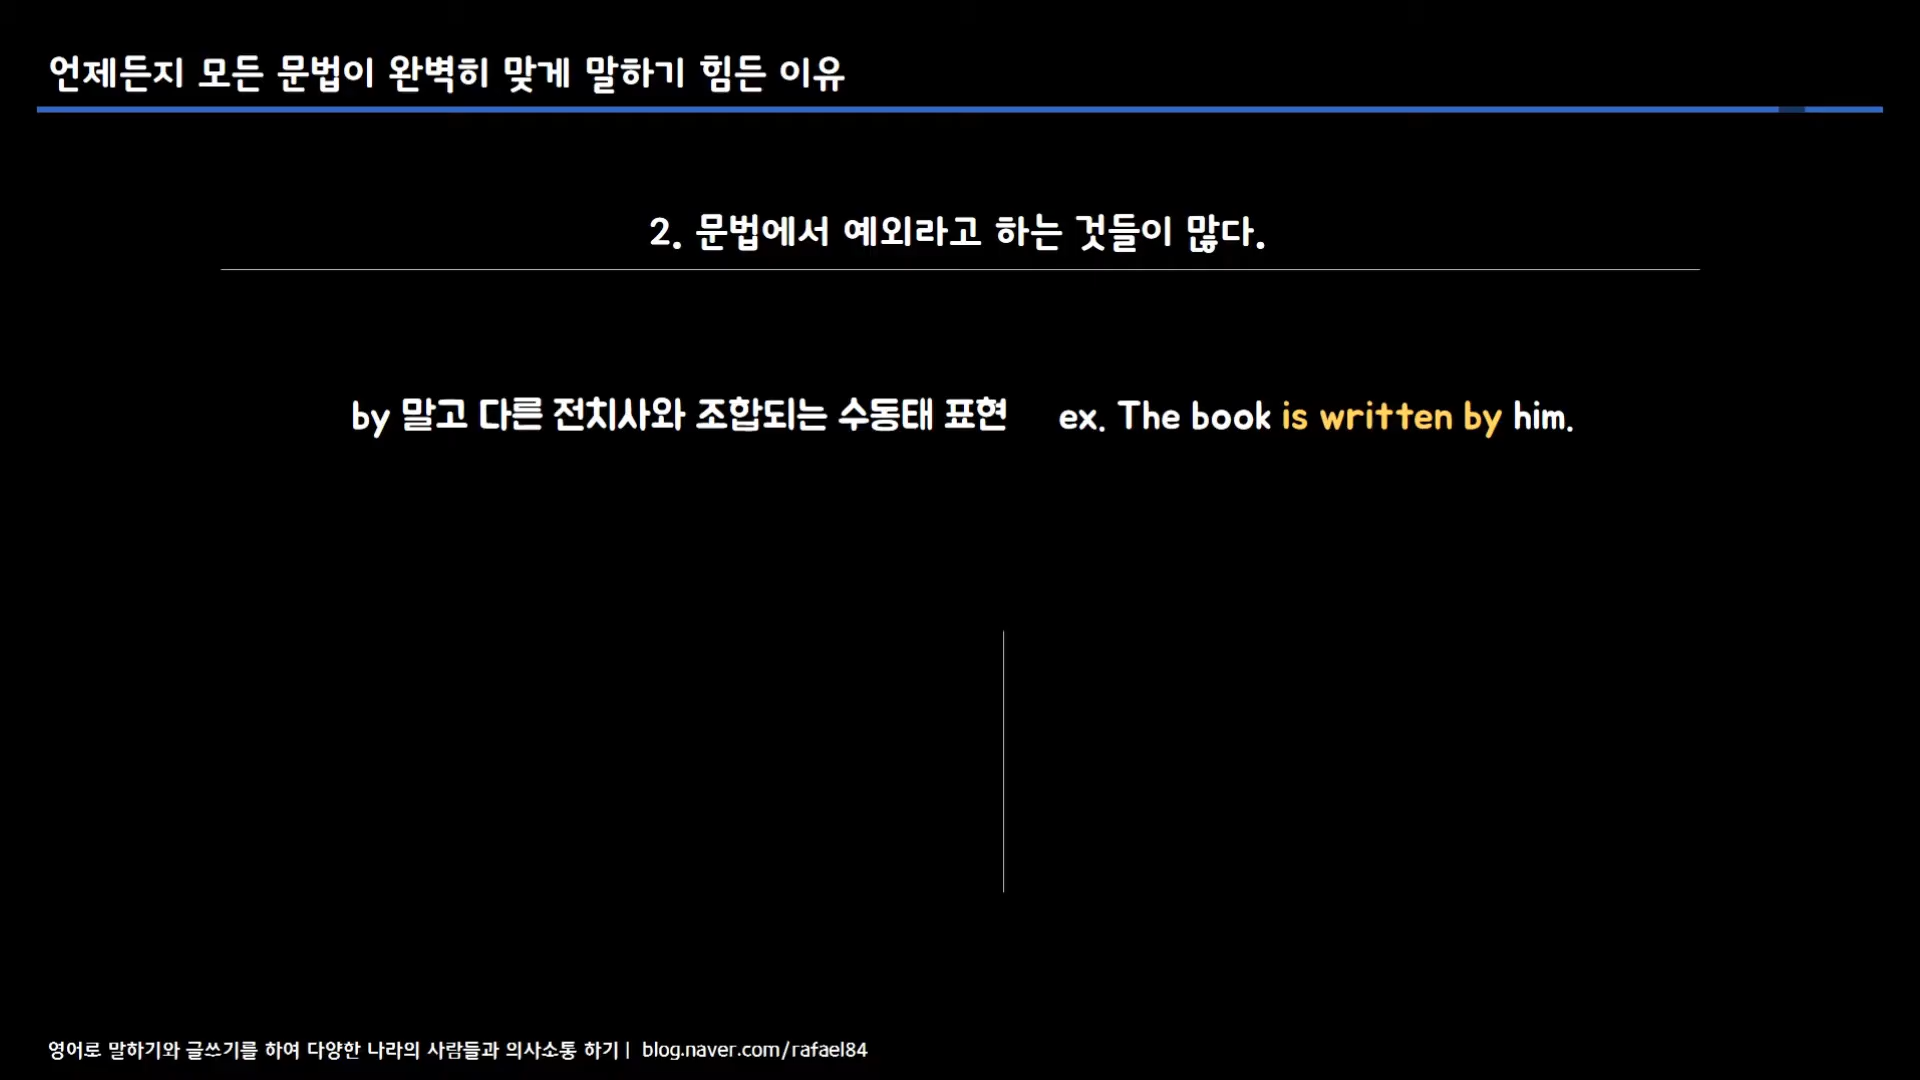 언제든지 모든 문법이 완벽히 맞게 말하기 힘든 이유
2. 문법에서 예외라고 하는 것들이 많다.
by 말고 다른 전치사와 조합되는 수동태 표현 ex. The book is written by him.
영어로 말하기와 글쓰기를 하여 다양한 나라의 사람들과 의사소통 하기 | blog.naver.com/rafael84